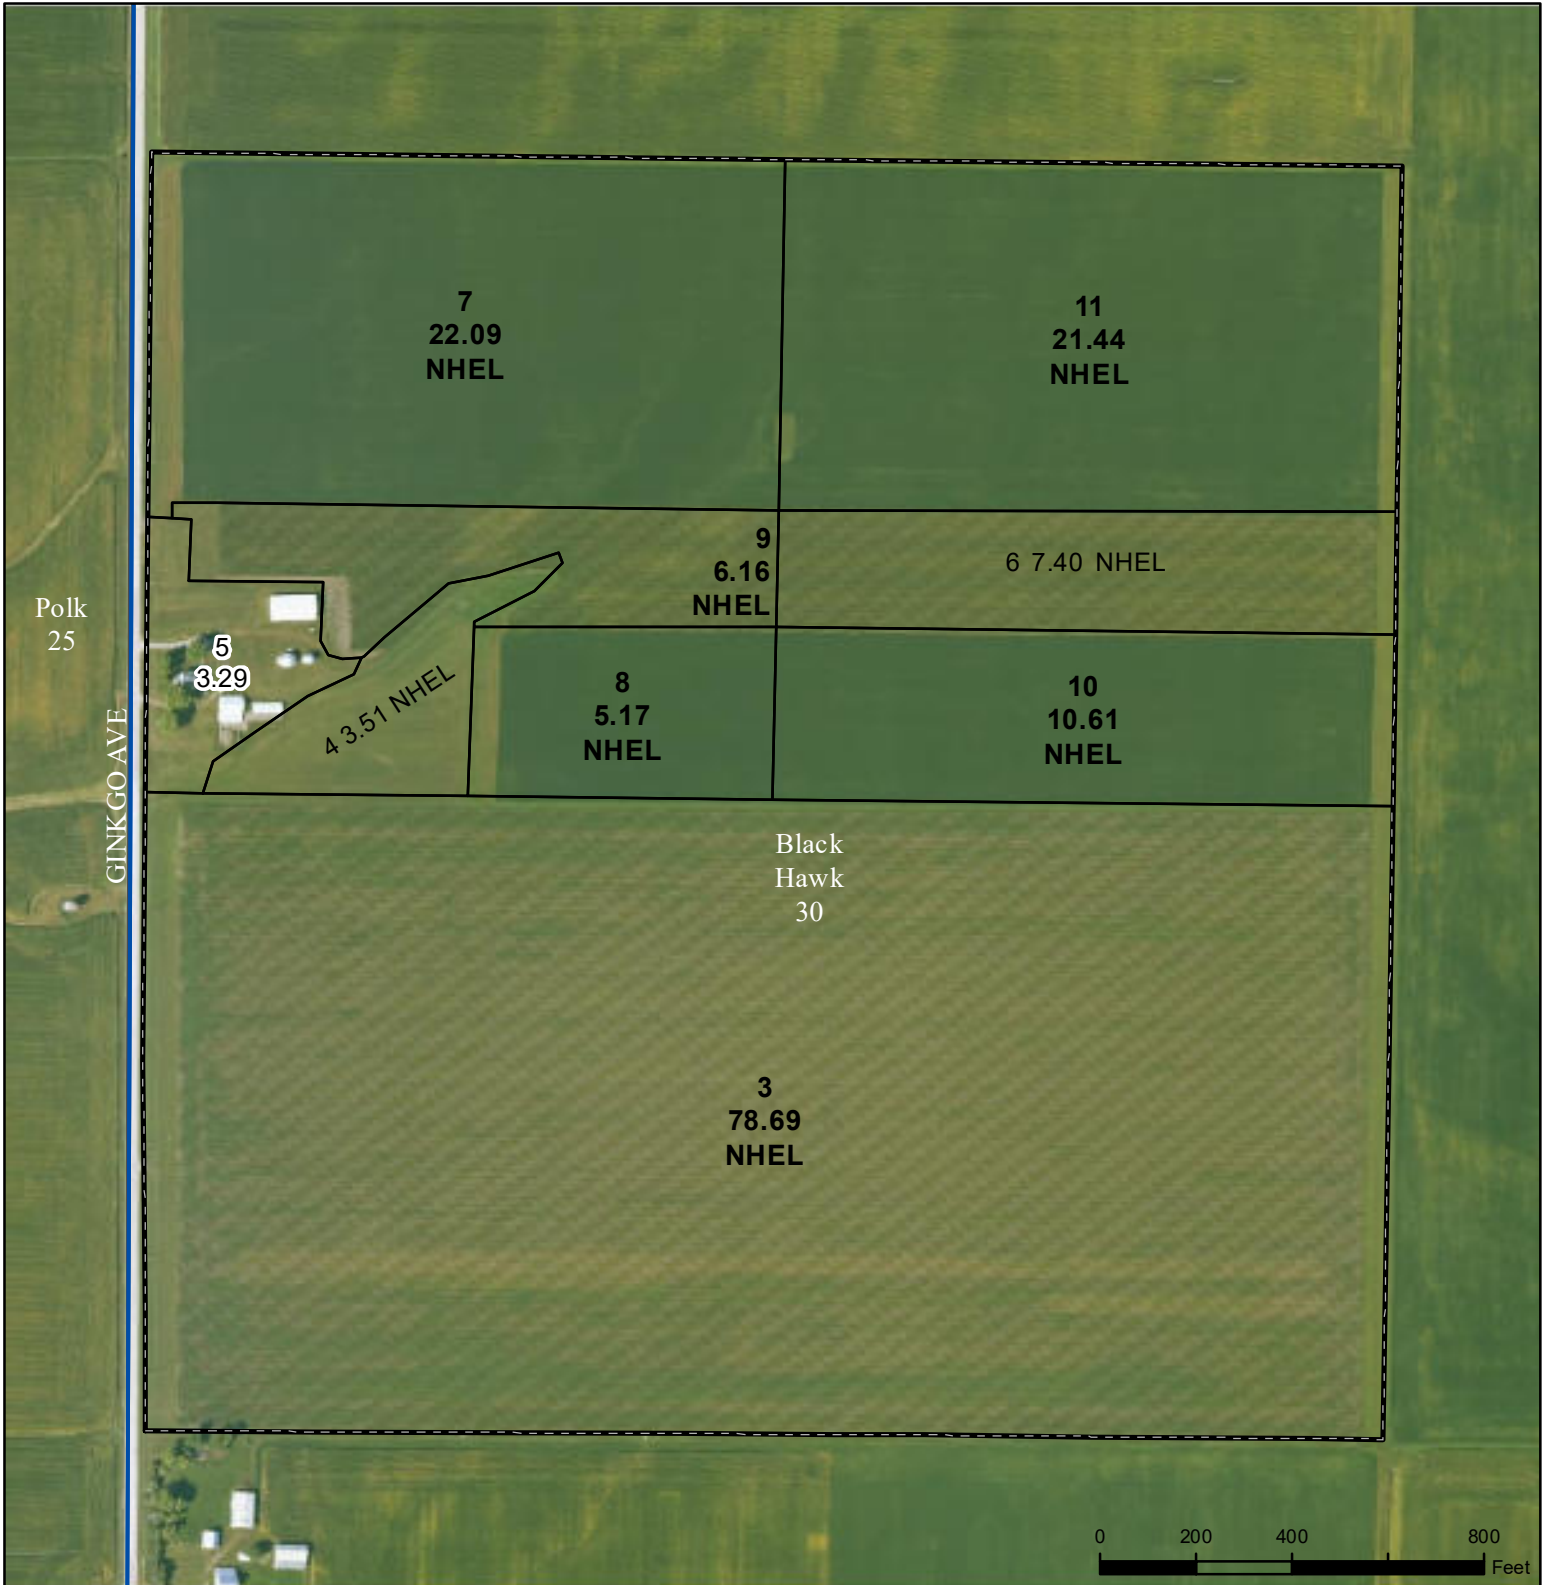 7
22.09
NHEL
11
21.44
NHEL
9
6.16
NHEL
6 7.40 NHEL
Polk
25
5
3.29
4 3.51 NHEL
8
5.17
NHEL
10
10.61
NHEL
GINKGO AVE
Black
Hawk
30
3
78.69
NHEL
0 200 400 800
Feet